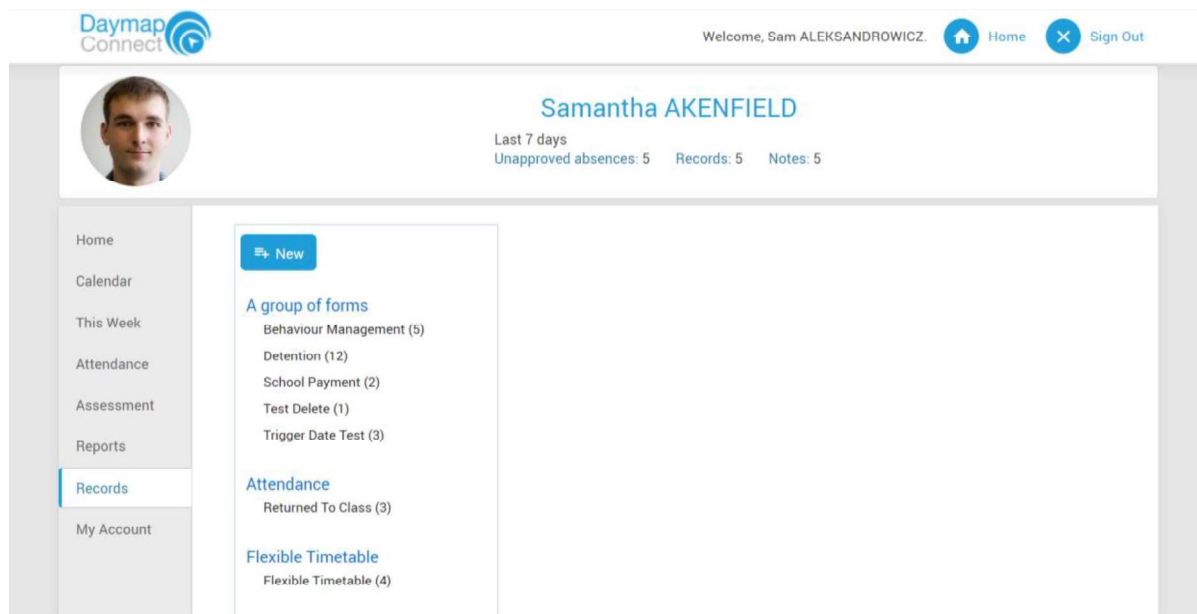 Daymap
Connect
Welcome, Sam ALEKSANDROWICZ.
Home
Sign Out
Samantha AKENFIELD
Last 7 days
Unapproved absences: 5 Records: 5 Notes: 5
Home
Calendar
This Week
Attendance
Assessment
Reports
Records
My Account
New
A group of forms
Behaviour Management (5)
Detention (12)
School Payment (2)
Test Delete (1)
Trigger Date Test (3)
Attendance
Returned To Class (3)
Flexible Timetable
Flexible Timetable (4)